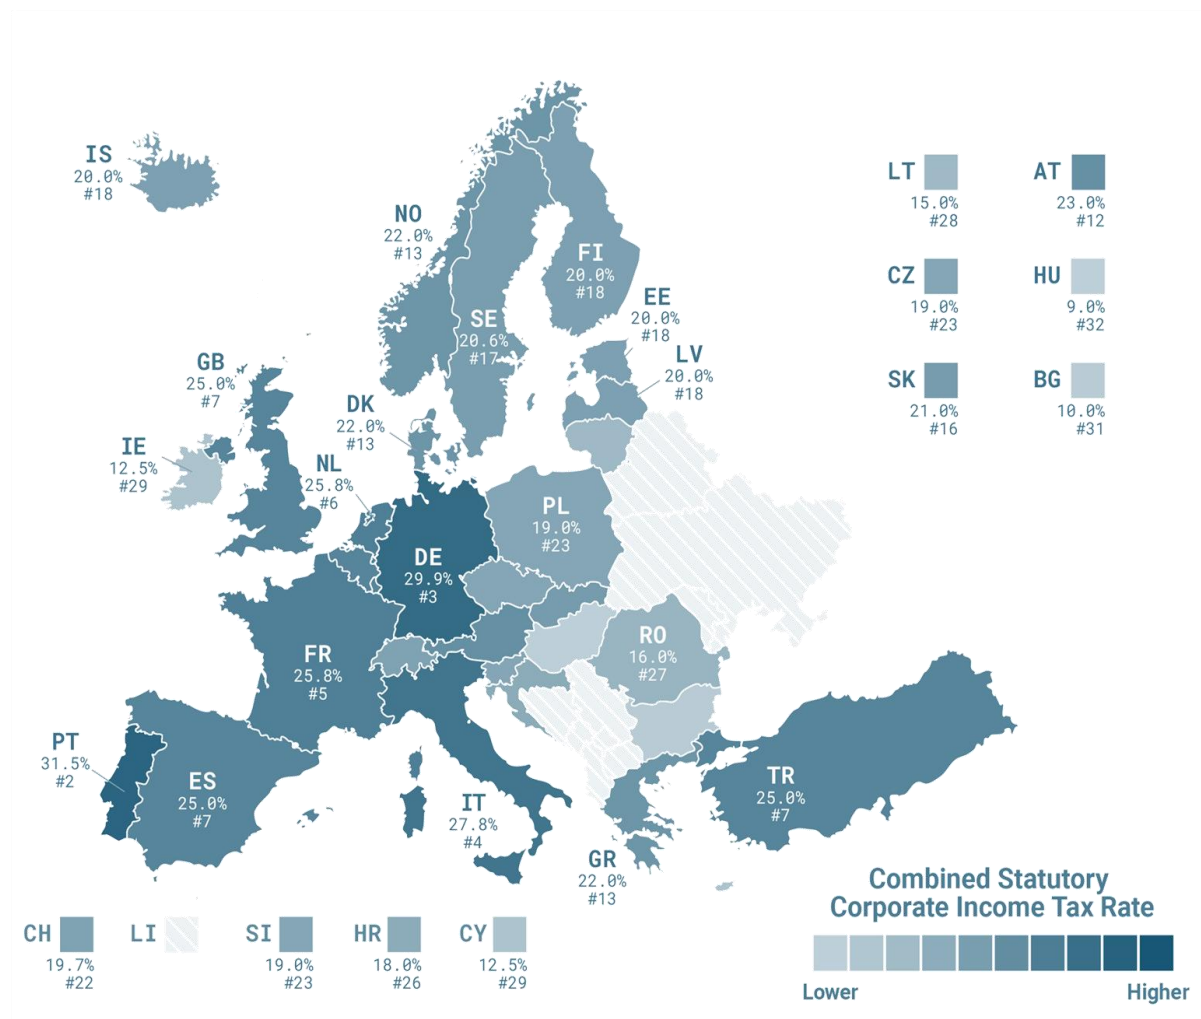 IS
20.0%
#18
NO
22.0%
#13
FI
20.0%
#18
SE
20.6%
#17
EE
20.0%
#18
LV
20.0%
#18
GB
25.0%
#7
DK
22.0%
#13
IE
12.5%
#29
NL
25.8%
#6
PL
19.0%
#23
DE
29.9%
#3
FR
25.8%
#5
RO
16.0%
#27
PT
31.5%
#2
ES
25.0%
#7
IT
27.8%
#4
TR
25.0%
#7
GR
22.0%
#13
LT
15.0%
#28
AT
23.0%
#12
CZ
19.0%
#23
HU
9.0%
#32
SK
21.0%
#16
BG
10.0%
#31
CH
19.7%
#22
LI
SI
19.0%
#23
HR
18.0%
#26
CY
12.5%
#29
Combined Statutory
Corporate Income Tax Rate
Lower
Higher